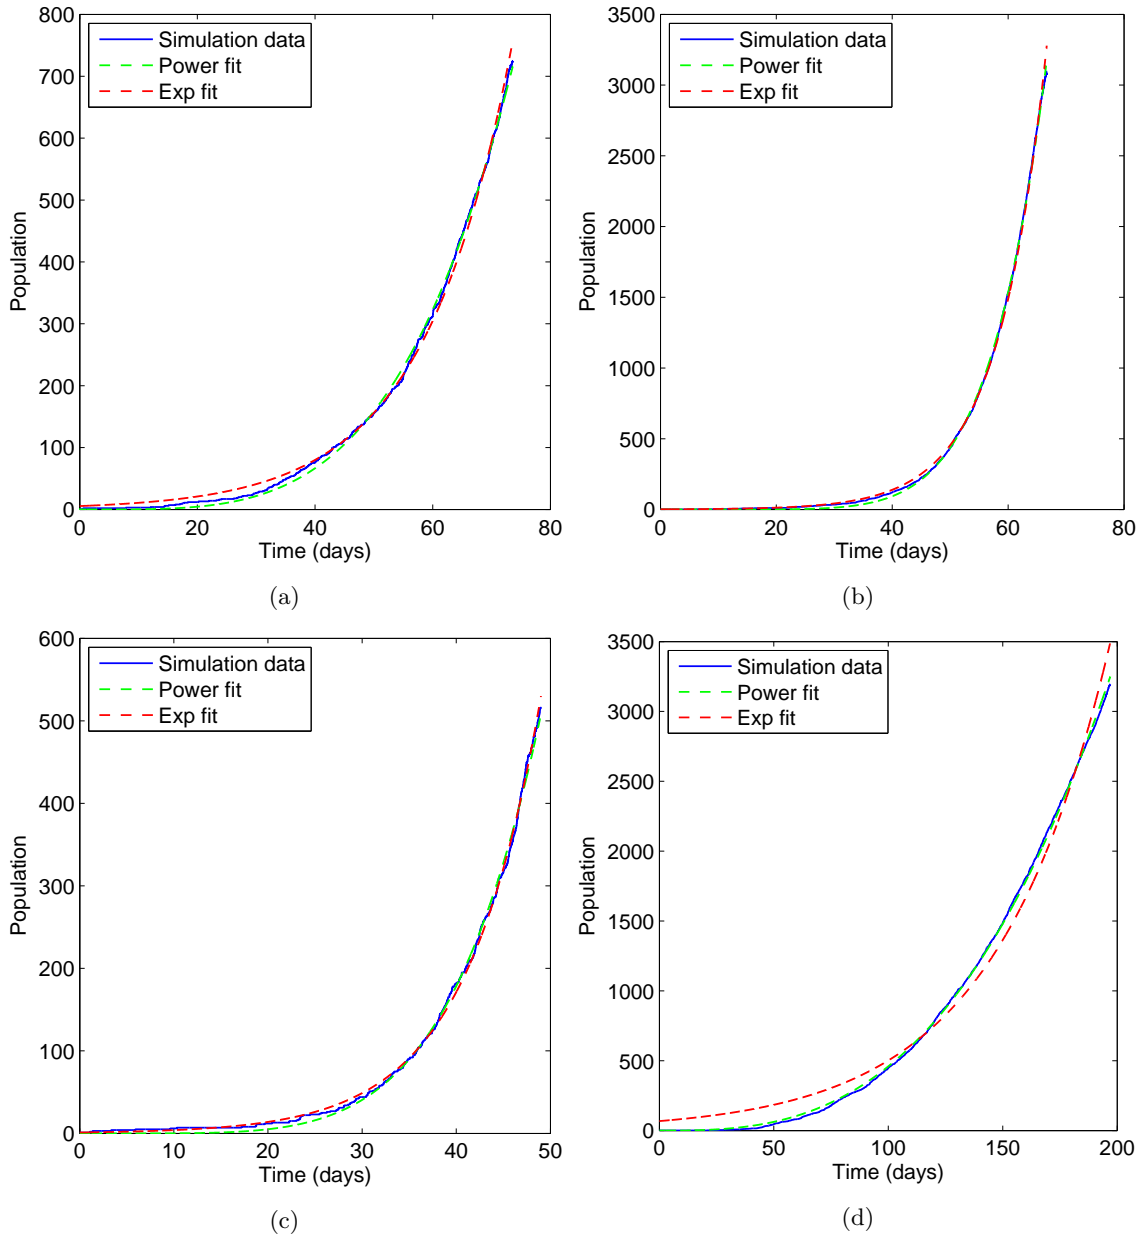 800
700
600
500
400
300
200
100
0
Population
Simulation data
Power fit
Exp fit
0 20 40 60 80
Time (days)
(a)
3500
3000
2500
2000
1500
1000
500
0
Population
Simulation data
Power fit
Exp fit
0 20 40 60 80
Time (days)
(b)
600
500
400
300
200
100
0
Population
Simulation data
Power fit
Exp fit
0 10 20 30 40 50
Time (days)
(c)
3500
3000
2500
2000
1500
1000
500
0
Population
Simulation data
Power fit
Exp fit
0 50 100 150 200
Time (days)
(d)